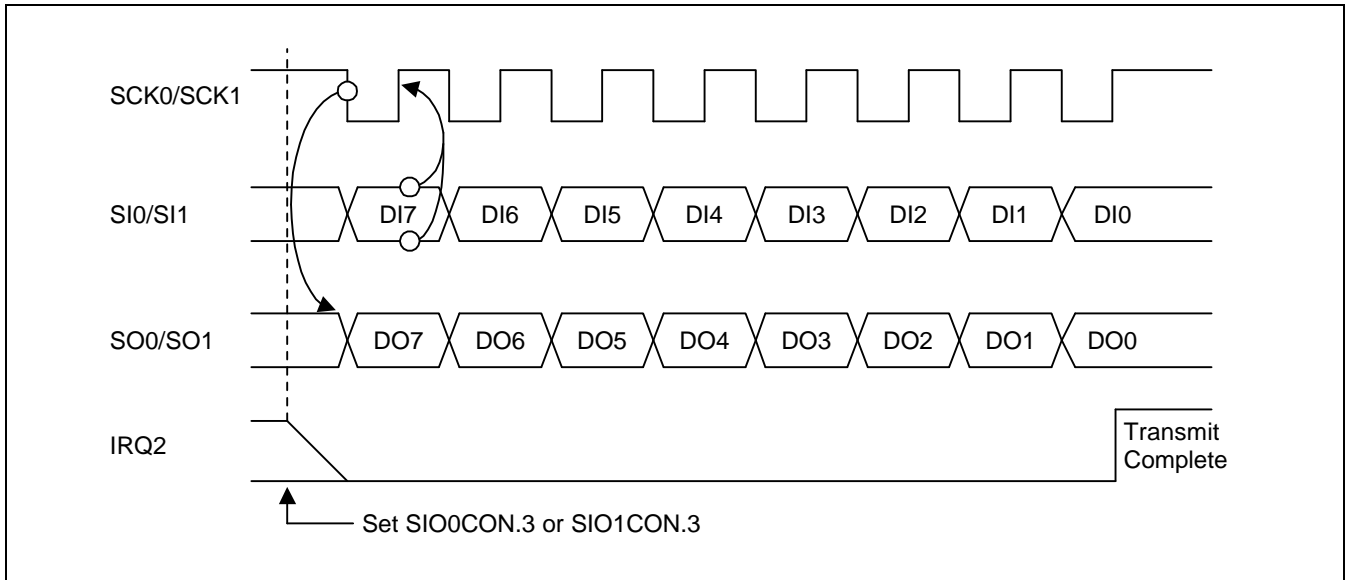 SCK0/SCK1
SI0/SI1
DI7 DI6 DI5 DI4 DI3 DI2 DI1 DI0
SO0/SO1
DO7 DO6 DO5 DO4 DO3 DO2 DO1 DO0
IRQ2
Transmit
Complete
Set SIO0CON.3 or SIO1CON.3